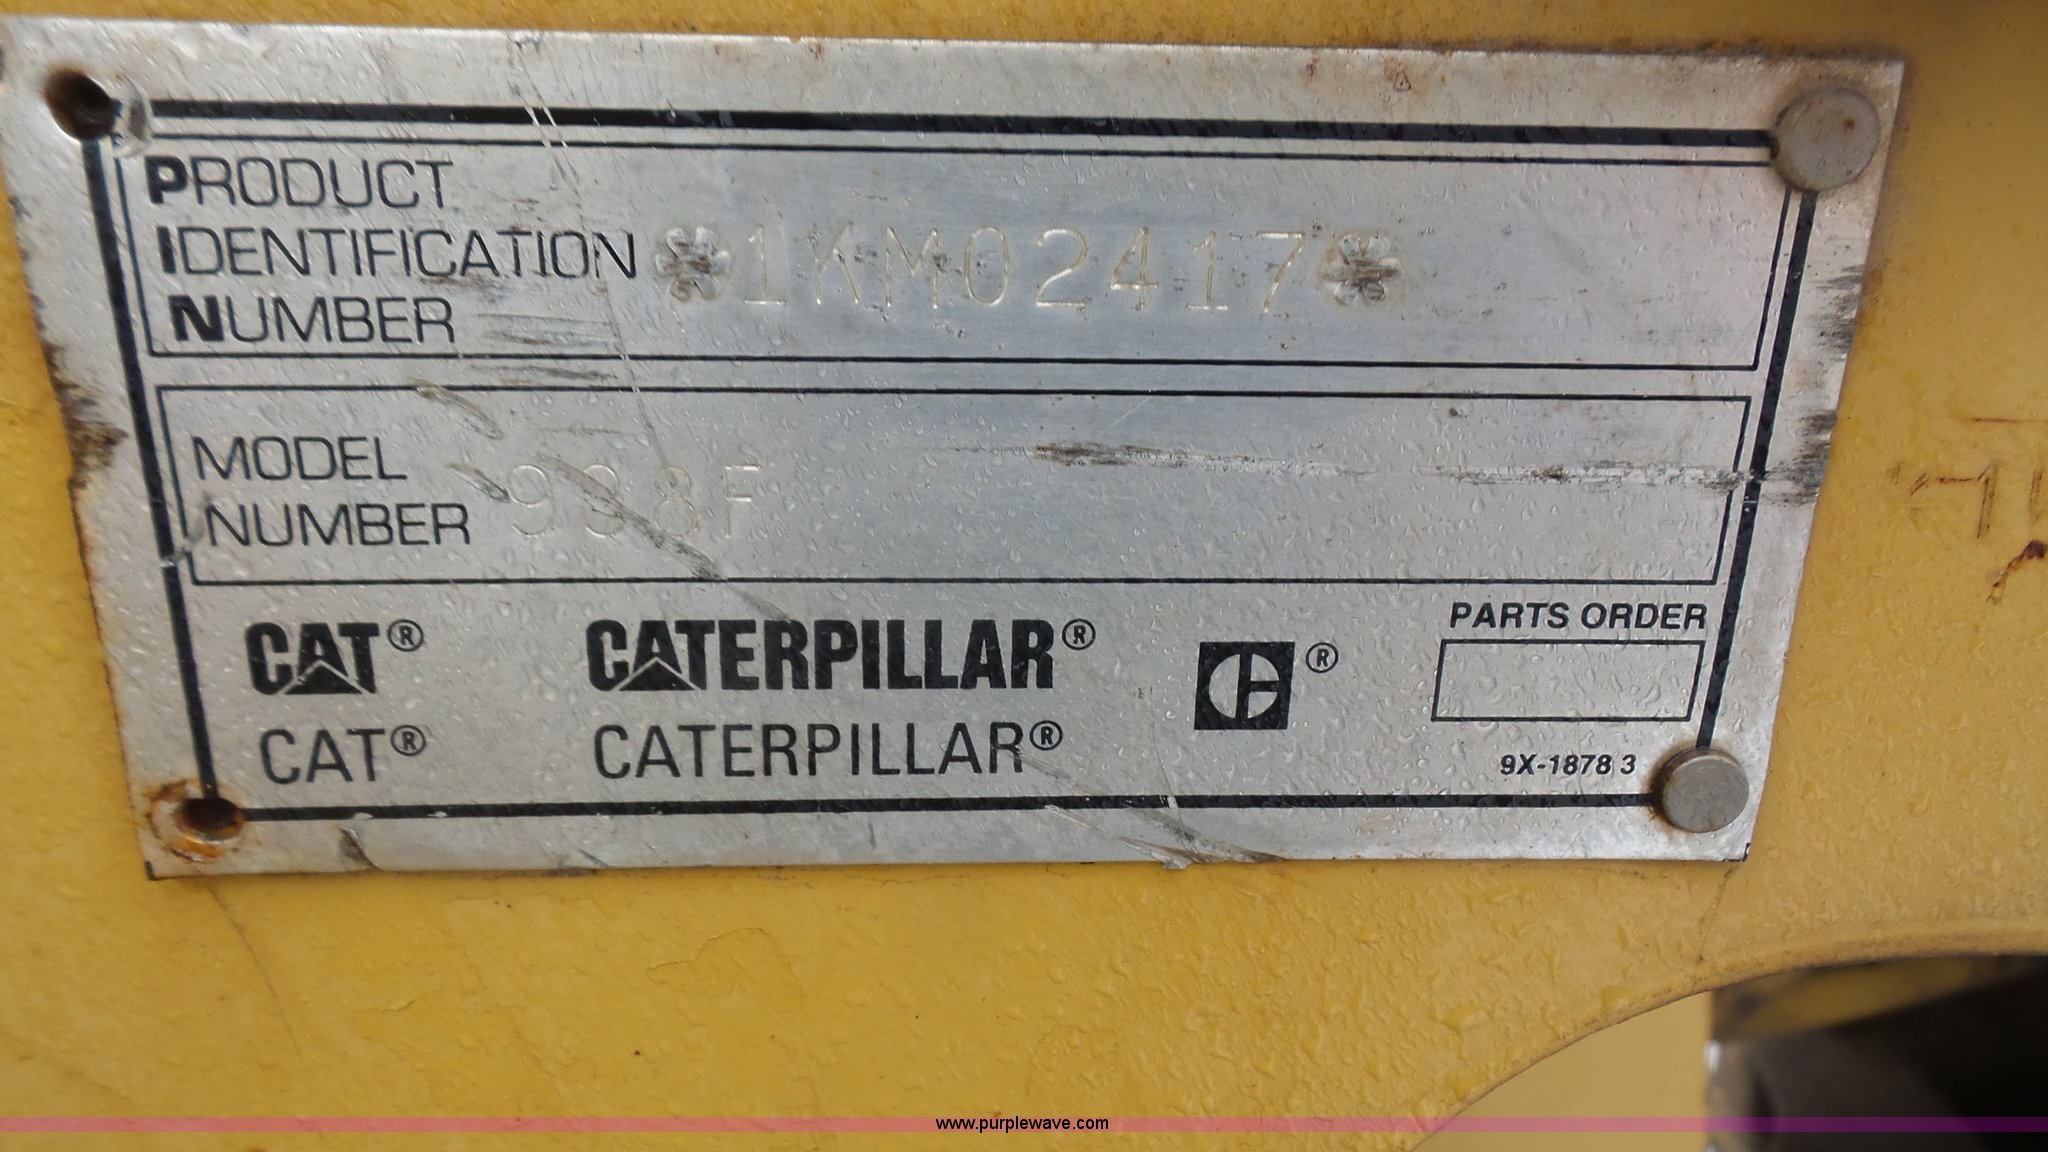 PRODUCT
IDENTIFICATION
NUMBER
*1KM02417*
MODEL
NUMBER
938F
CAT® CATERPILLAR® ®
CAT® CATERPILLAR®
PARTS ORDER
9X-1878 3
www.purplewave.com